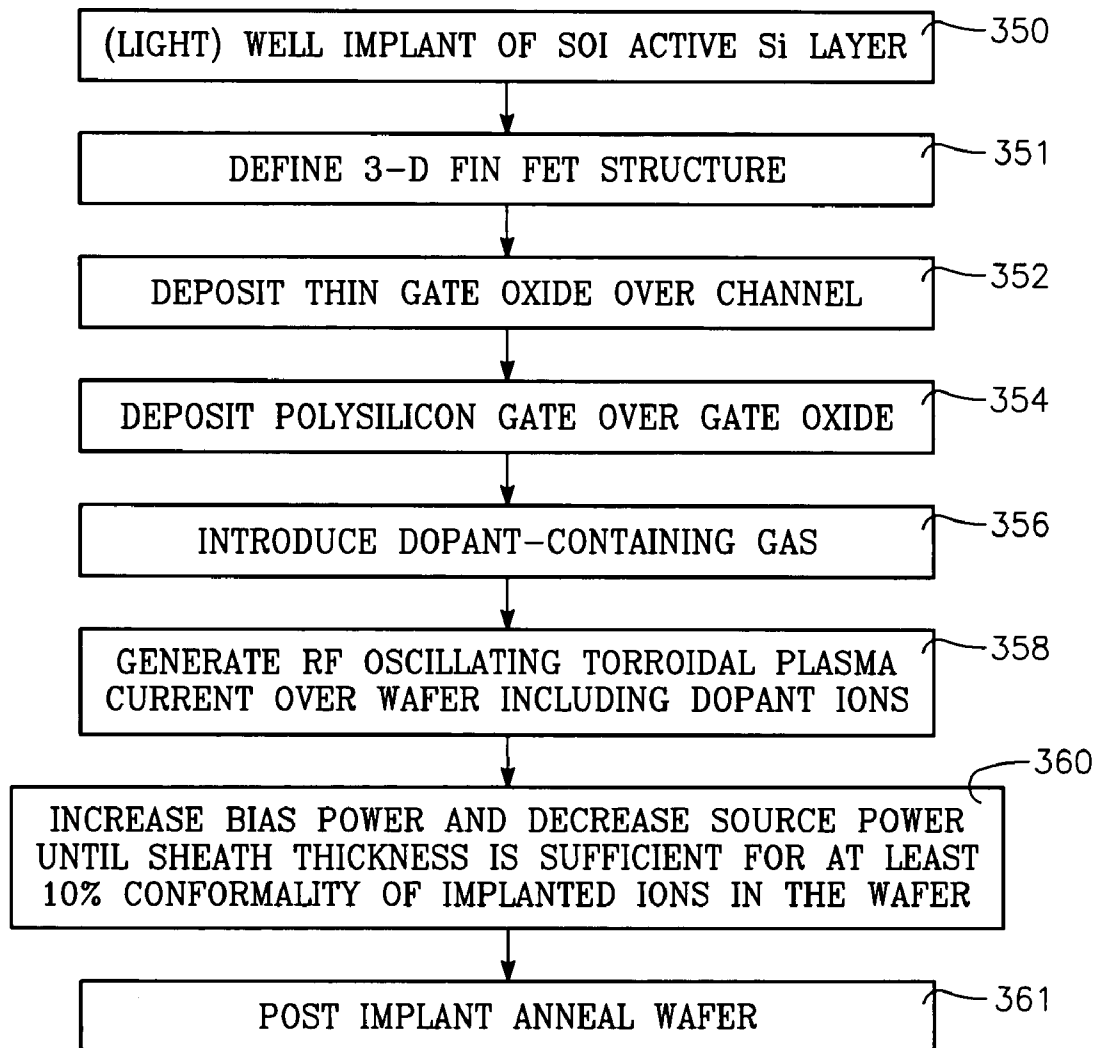 (LIGHT) WELL IMPLANT OF SOI ACTIVE Si LAYER
350
DEFINE 3-D FIN FET STRUCTURE
351
DEPOSIT THIN GATE OXIDE OVER CHANNEL
352
DEPOSIT POLYSILICON GATE OVER GATE OXIDE
354
INTRODUCE DOPANT-CONTAINING GAS
356
GENERATE RF OSCILLATING TORROIDAL PLASMA
CURRENT OVER WAFER INCLUDING DOPANT IONS
358
INCREASE BIAS POWER AND DECREASE SOURCE POWER
UNTIL SHEATH THICKNESS IS SUFFICIENT FOR AT LEAST
10% CONFORMALITY OF IMPLANTED IONS IN THE WAFER
360
POST IMPLANT ANNEAL WAFER
361